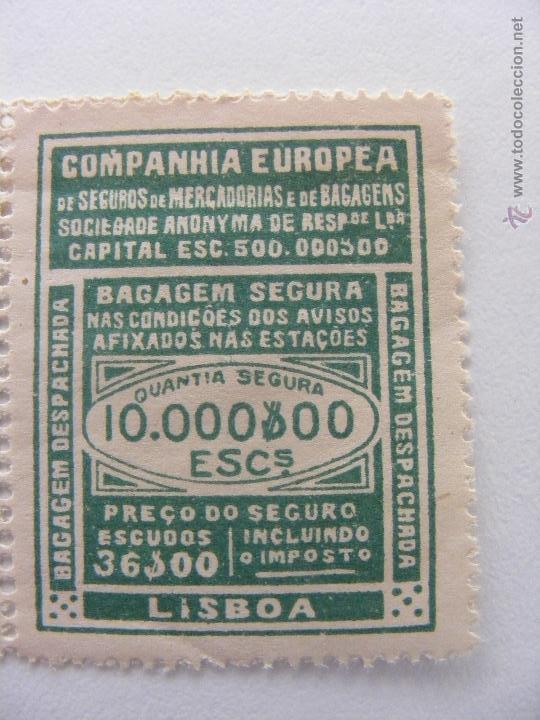 COMPANHIA EUROPEA
DE SEGUROS DE MERCADORIAS E DE BAGAGENS
SOCIEDADE ANONYMA DE RESP.DE L.DA
CAPITAL ESC. 500.000$00
BAGAGEM DESPACHADA
BAGAGEM SEGURA
NAS CONDIÇÕES DOS AVISOS
AFIXADOS NAS ESTAÇÕES
QUANTIA SEGURA
10.000$00
ESC.S
PREÇO DO SEGURO
ESCUDOS
36$00
INCLUINDO
O IMPOSTO
BAGAGEM DESPACHADA
LISBOA
www.todocoleccion.net